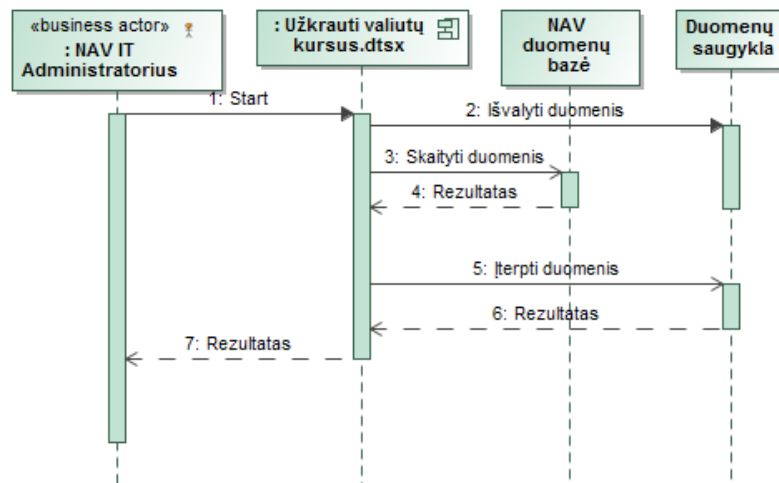 «business actor»
: NAV IT
Administratorius
: Užkrauti valiutų
kursus.dtsx
NAV
duomenų
bazė
Duomenų
saugykla
1: Start
2: Išvalyti duomenis
3: Skaityti duomenis
4: Rezultatas
5: Įterpti duomenis
6: Rezultatas
7: Rezultatas